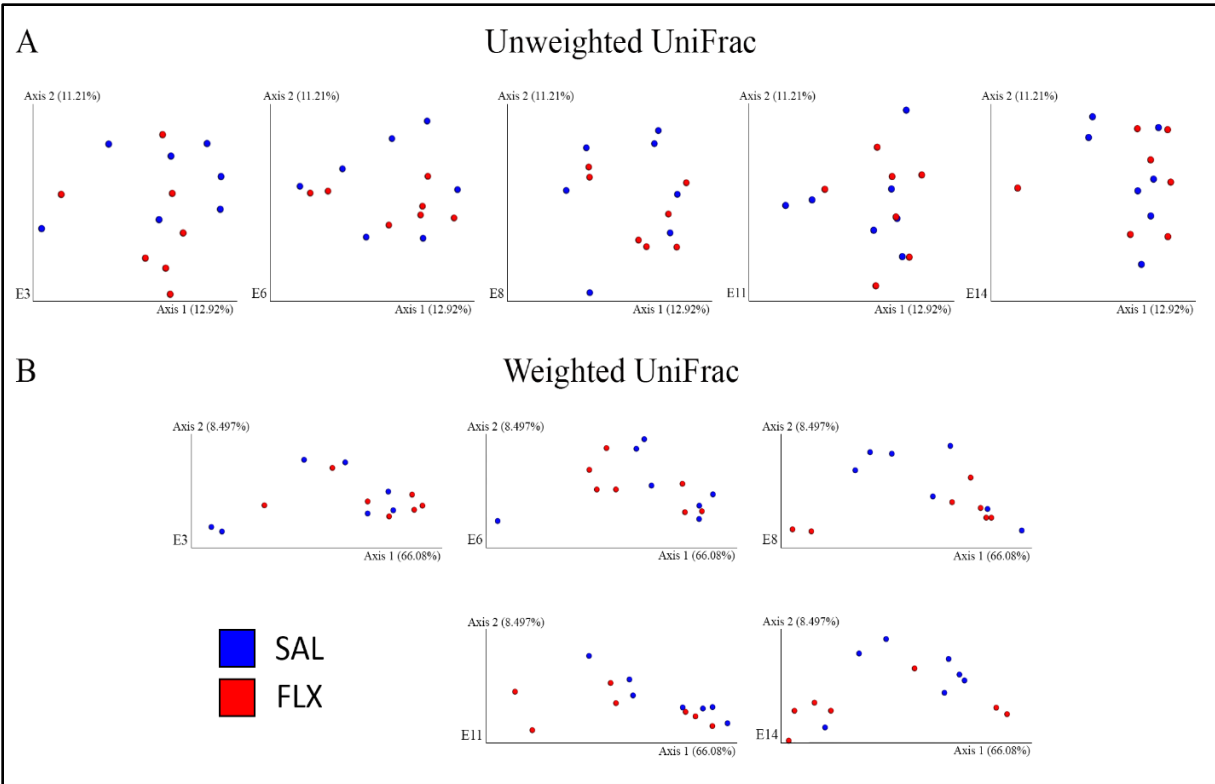 A
Unweighted UniFrac
Axis 2 (11.21%)
E3
Axis 1 (12.92%)
Axis 2 (11.21%)
E6
Axis 1 (12.92%)
Axis 2 (11.21%)
E8
Axis 1 (12.92%)
Axis 2 (11.21%)
E11
Axis 1 (12.92%)
Axis 2 (11.21%)
E14
Axis 1 (12.92%)
B
Weighted UniFrac
Axis 2 (8.497%)
E3
Axis 1 (66.08%)
Axis 2 (8.497%)
E6
Axis 1 (66.08%)
Axis 2 (8.497%)
E8
Axis 1 (66.08%)
SAL
FLX
Axis 2 (8.497%)
E11
Axis 1 (66.08%)
Axis 2 (8.497%)
E14
Axis 1 (66.08%)